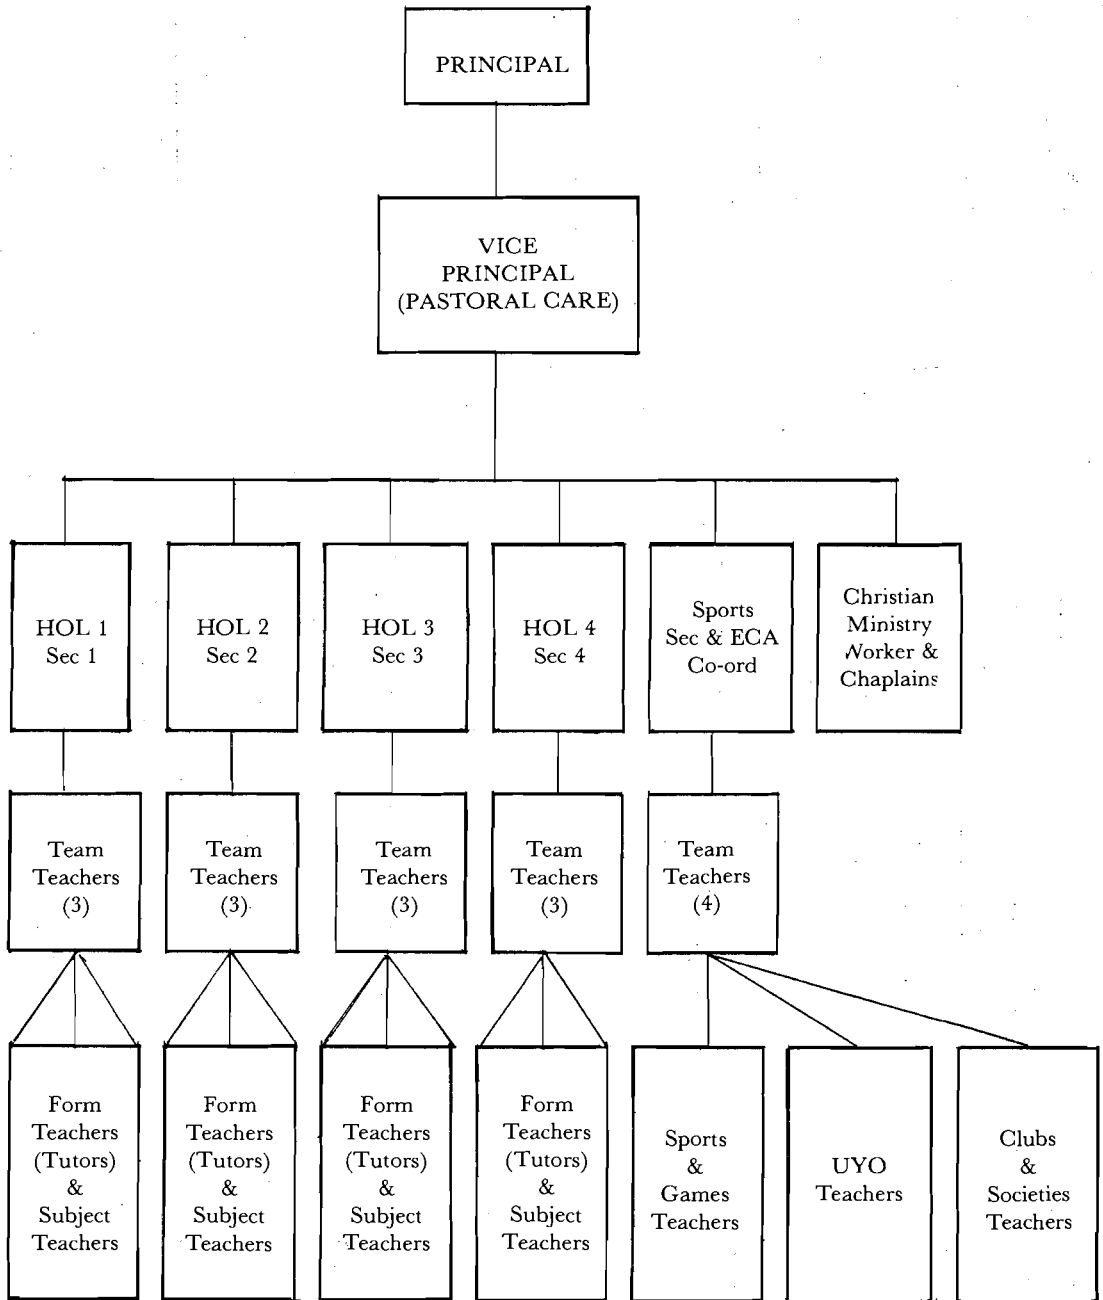 PRINCIPAL
VICE
PRINCIPAL
(PASTORAL CARE)
HOL 1
Sec 1
HOL 2
Sec 2
HOL 3
Sec 3
HOL 4
Sec 4
Sports
Sec & ECA
Co-ord
Christian
Ministry
Worker &
Chaplains
Team
Teachers
(3)
Team
Teachers
(3)
Team
Teachers
(3)
Team
Teachers
(3)
Team
Teachers
(4)
Form
Teachers
(Tutors)
&
Subject
Teachers
Form
Teachers
(Tutors)
&
Subject
Teachers
Form
Teachers
(Tutors)
&
Subject
Teachers
Form
Teachers
(Tutors)
&
Subject
Teachers
Sports
&
Games
Teachers
UYO
Teachers
Clubs
&
Societies
Teachers